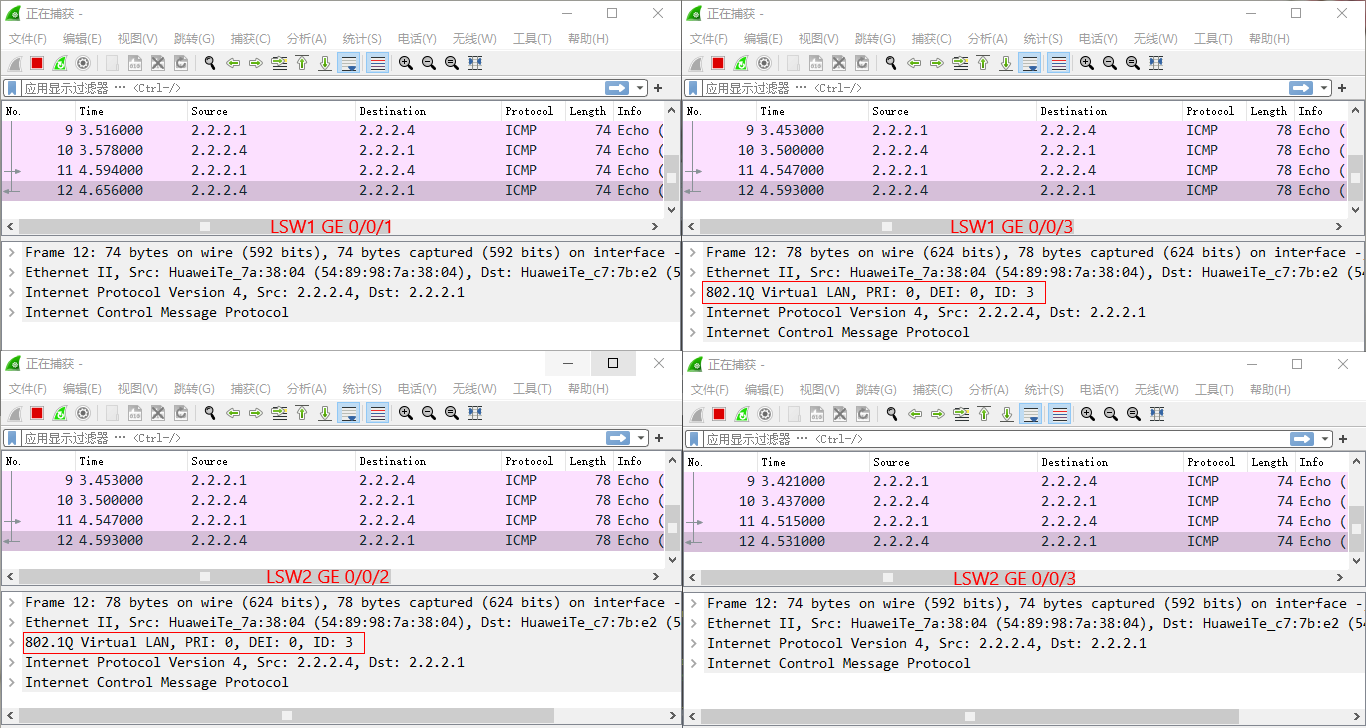 正在捕获 -
文件(F) 编辑(E) 视图(V) 跳转(G) 捕获(C) 分析(A) 统计(S) 电话(Y) 无线(W) 工具(T) 帮助(H)
应用显示过滤器 ··· <Ctrl-/>
No. Time Source Destination Protocol Length Info
9 3.516000 2.2.2.1 2.2.2.4 ICMP 74 Echo (
10 3.578000 2.2.2.4 2.2.2.1 ICMP 74 Echo (
11 4.594000 2.2.2.1 2.2.2.4 ICMP 74 Echo (
12 4.656000 2.2.2.4 2.2.2.1 ICMP 74 Echo (
LSW1 GE 0/0/1
Frame 12: 74 bytes on wire (592 bits), 74 bytes captured (592 bits) on interface -
Ethernet II, Src: HuaweiTe_7a:38:04 (54:89:98:7a:38:04), Dst: HuaweiTe_c7:7b:e2 (5
Internet Protocol Version 4, Src: 2.2.2.4, Dst: 2.2.2.1
Internet Control Message Protocol
正在捕获 -
文件(F) 编辑(E) 视图(V) 跳转(G) 捕获(C) 分析(A) 统计(S) 电话(Y) 无线(W) 工具(T) 帮助(H)
应用显示过滤器 ··· <Ctrl-/>
No. Time Source Destination Protocol Length Info
9 3.453000 2.2.2.1 2.2.2.4 ICMP 78 Echo (
10 3.500000 2.2.2.4 2.2.2.1 ICMP 78 Echo (
11 4.547000 2.2.2.1 2.2.2.4 ICMP 78 Echo (
12 4.593000 2.2.2.4 2.2.2.1 ICMP 78 Echo (
LSW1 GE 0/0/3
Frame 12: 78 bytes on wire (624 bits), 78 bytes captured (624 bits) on interface -
Ethernet II, Src: HuaweiTe_7a:38:04 (54:89:98:7a:38:04), Dst: HuaweiTe_c7:7b:e2 (54
802.1Q Virtual LAN, PRI: 0, DEI: 0, ID: 3
Internet Protocol Version 4, Src: 2.2.2.4, Dst: 2.2.2.1
Internet Control Message Protocol
正在捕获 -
文件(F) 编辑(E) 视图(V) 跳转(G) 捕获(C) 分析(A) 统计(S) 电话(Y) 无线(W) 工具(T) 帮助(H)
应用显示过滤器 ··· <Ctrl-/>
No. Time Source Destination Protocol Length Info
9 3.453000 2.2.2.1 2.2.2.4 ICMP 78 Echo (
10 3.500000 2.2.2.4 2.2.2.1 ICMP 78 Echo (
11 4.547000 2.2.2.1 2.2.2.4 ICMP 78 Echo (
12 4.593000 2.2.2.4 2.2.2.1 ICMP 78 Echo (
LSW2 GE 0/0/2
Frame 12: 78 bytes on wire (624 bits), 78 bytes captured (624 bits) on interface -
Ethernet II, Src: HuaweiTe_7a:38:04 (54:89:98:7a:38:04), Dst: HuaweiTe_c7:7b:e2 (5
802.1Q Virtual LAN, PRI: 0, DEI: 0, ID: 3
Internet Protocol Version 4, Src: 2.2.2.4, Dst: 2.2.2.1
Internet Control Message Protocol
正在捕获 -
文件(F) 编辑(E) 视图(V) 跳转(G) 捕获(C) 分析(A) 统计(S) 电话(Y) 无线(W) 工具(T) 帮助(H)
应用显示过滤器 ··· <Ctrl-/>
No. Time Source Destination Protocol Length Info
9 3.421000 2.2.2.1 2.2.2.4 ICMP 74 Echo (
10 3.437000 2.2.2.4 2.2.2.1 ICMP 74 Echo (
11 4.515000 2.2.2.1 2.2.2.4 ICMP 74 Echo (
12 4.531000 2.2.2.4 2.2.2.1 ICMP 74 Echo (
LSW2 GE 0/0/3
Frame 12: 74 bytes on wire (592 bits), 74 bytes captured (592 bits) on interface -
Ethernet II, Src: HuaweiTe_7a:38:04 (54:89:98:7a:38:04), Dst: HuaweiTe_c7:7b:e2 (54
Internet Protocol Version 4, Src: 2.2.2.4, Dst: 2.2.2.1
Internet Control Message Protocol